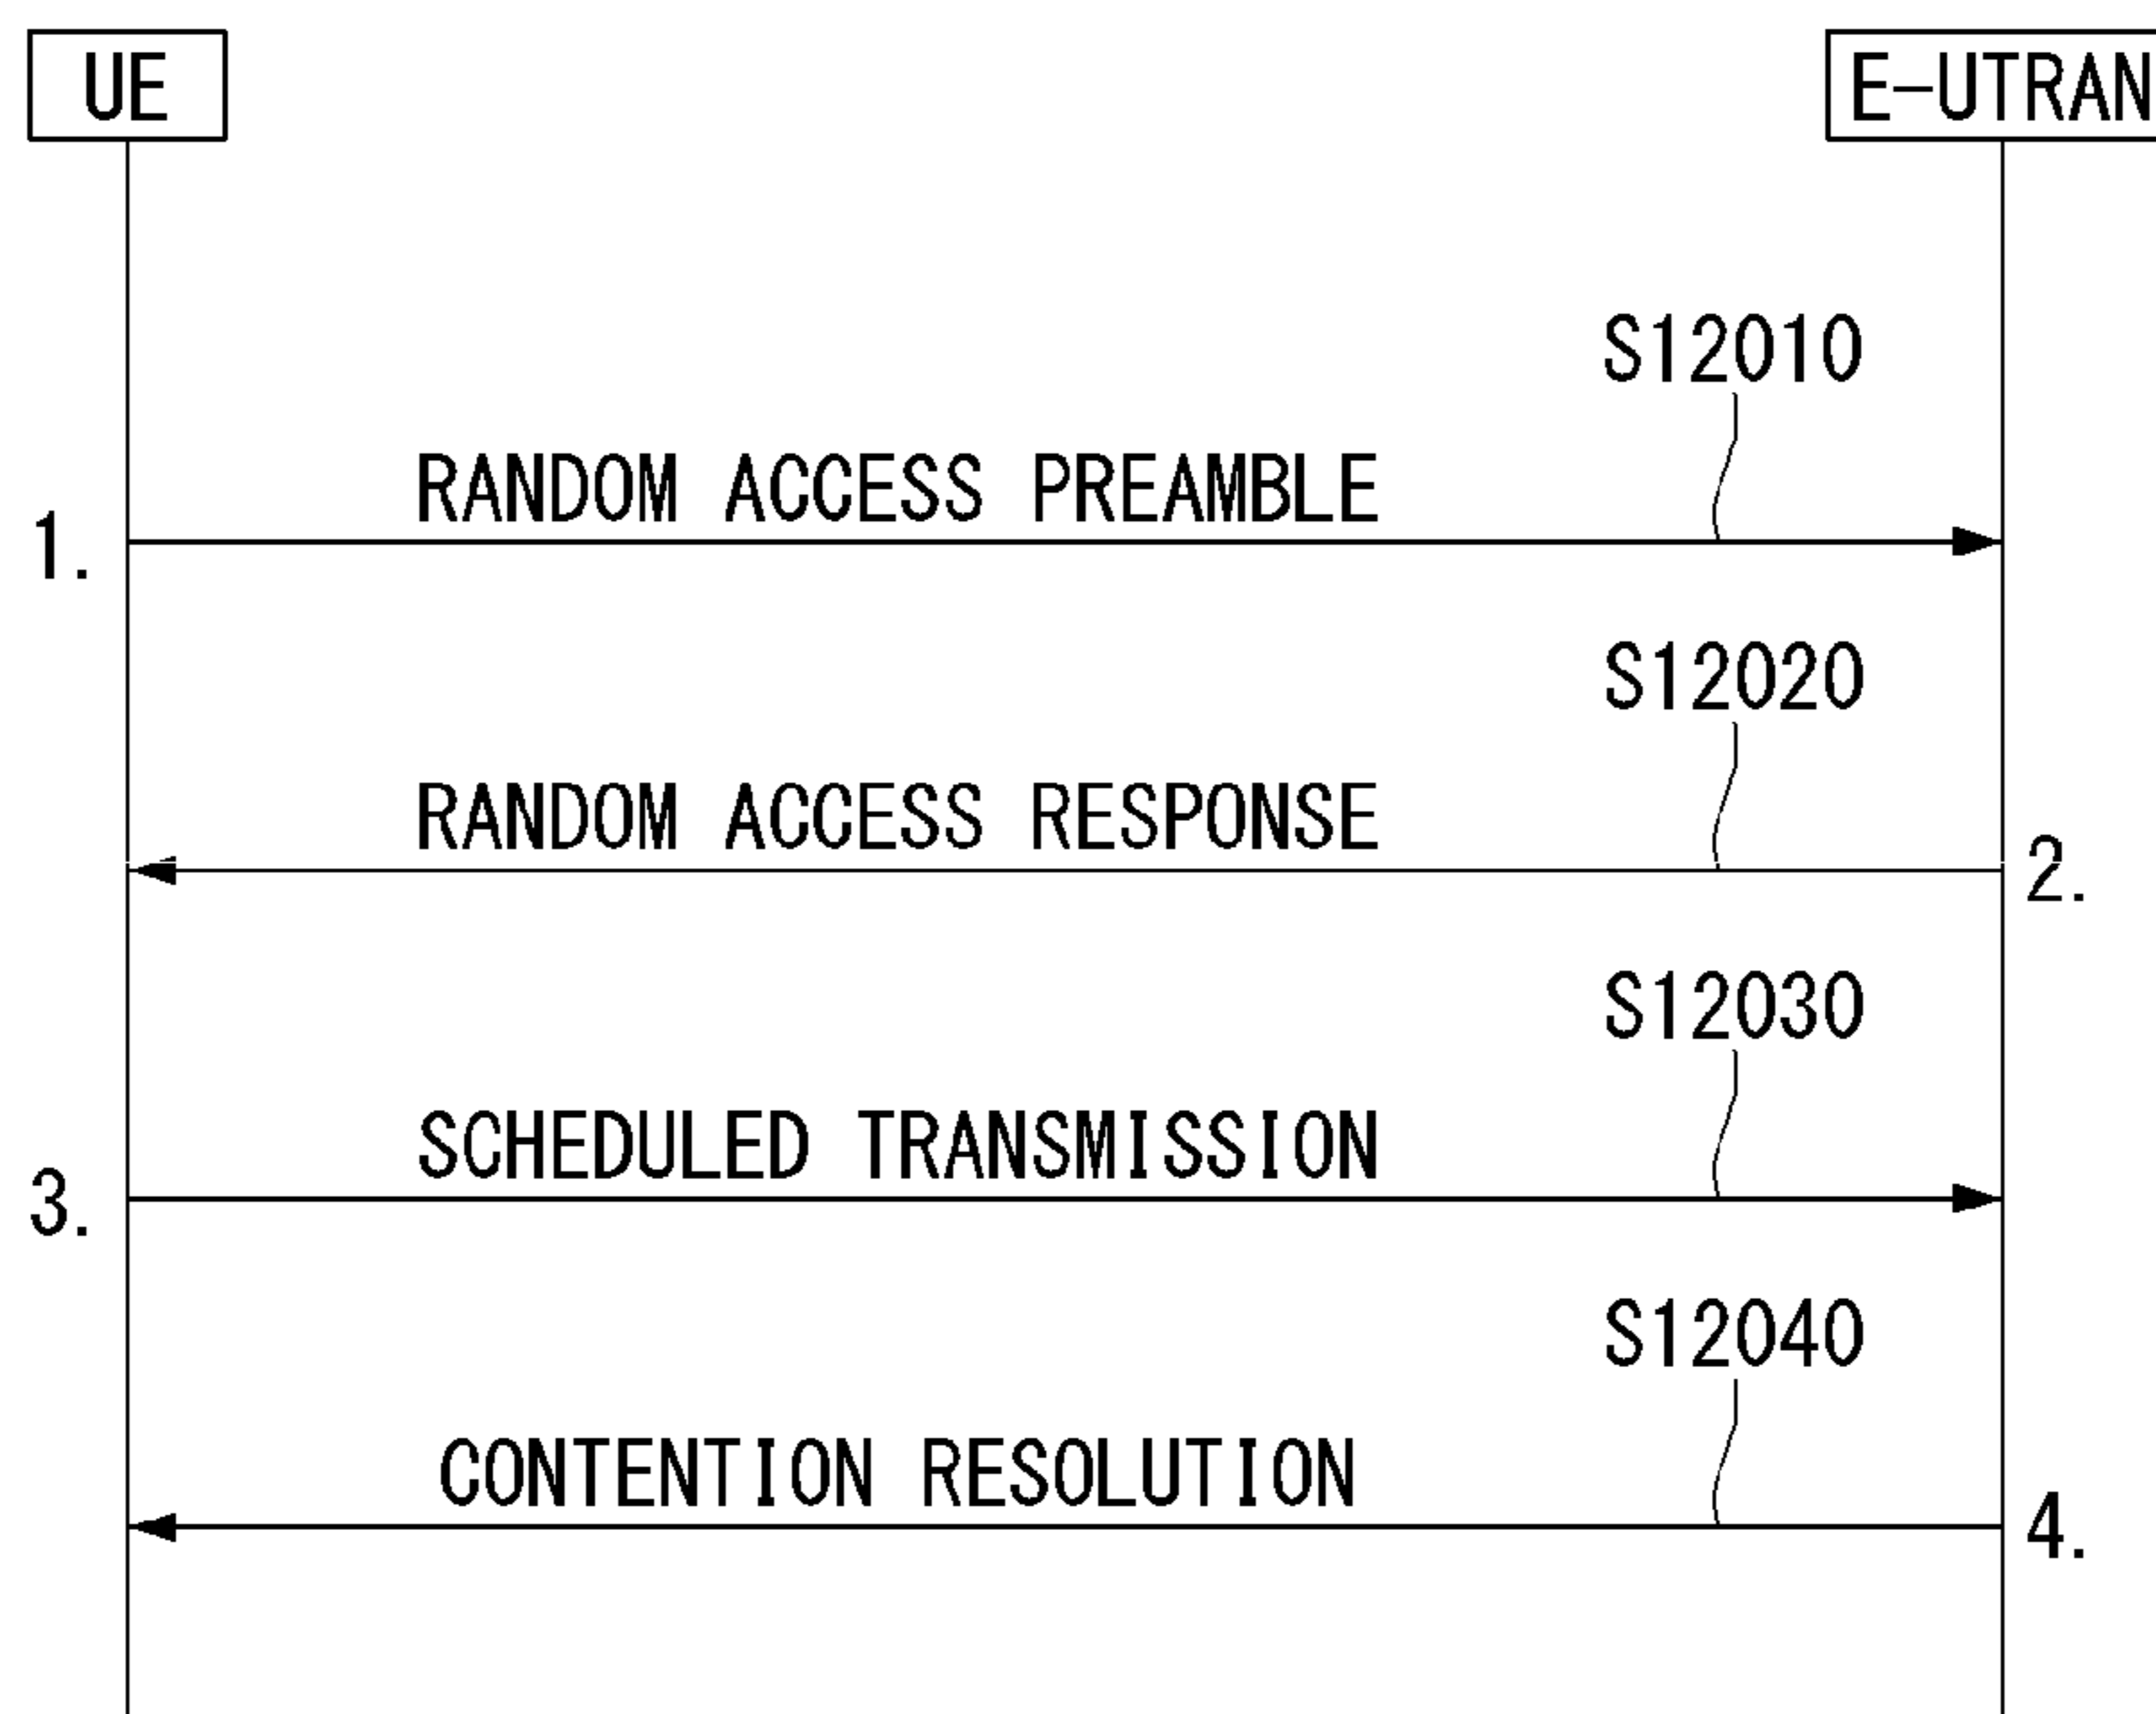 UE
E-UTRAN
S12010
RANDOM ACCESS PREAMBLE
1.
S12020
RANDOM ACCESS RESPONSE
2.
S12030
SCHEDULED TRANSMISSION
3.
S12040
CONTENTION RESOLUTION
4.